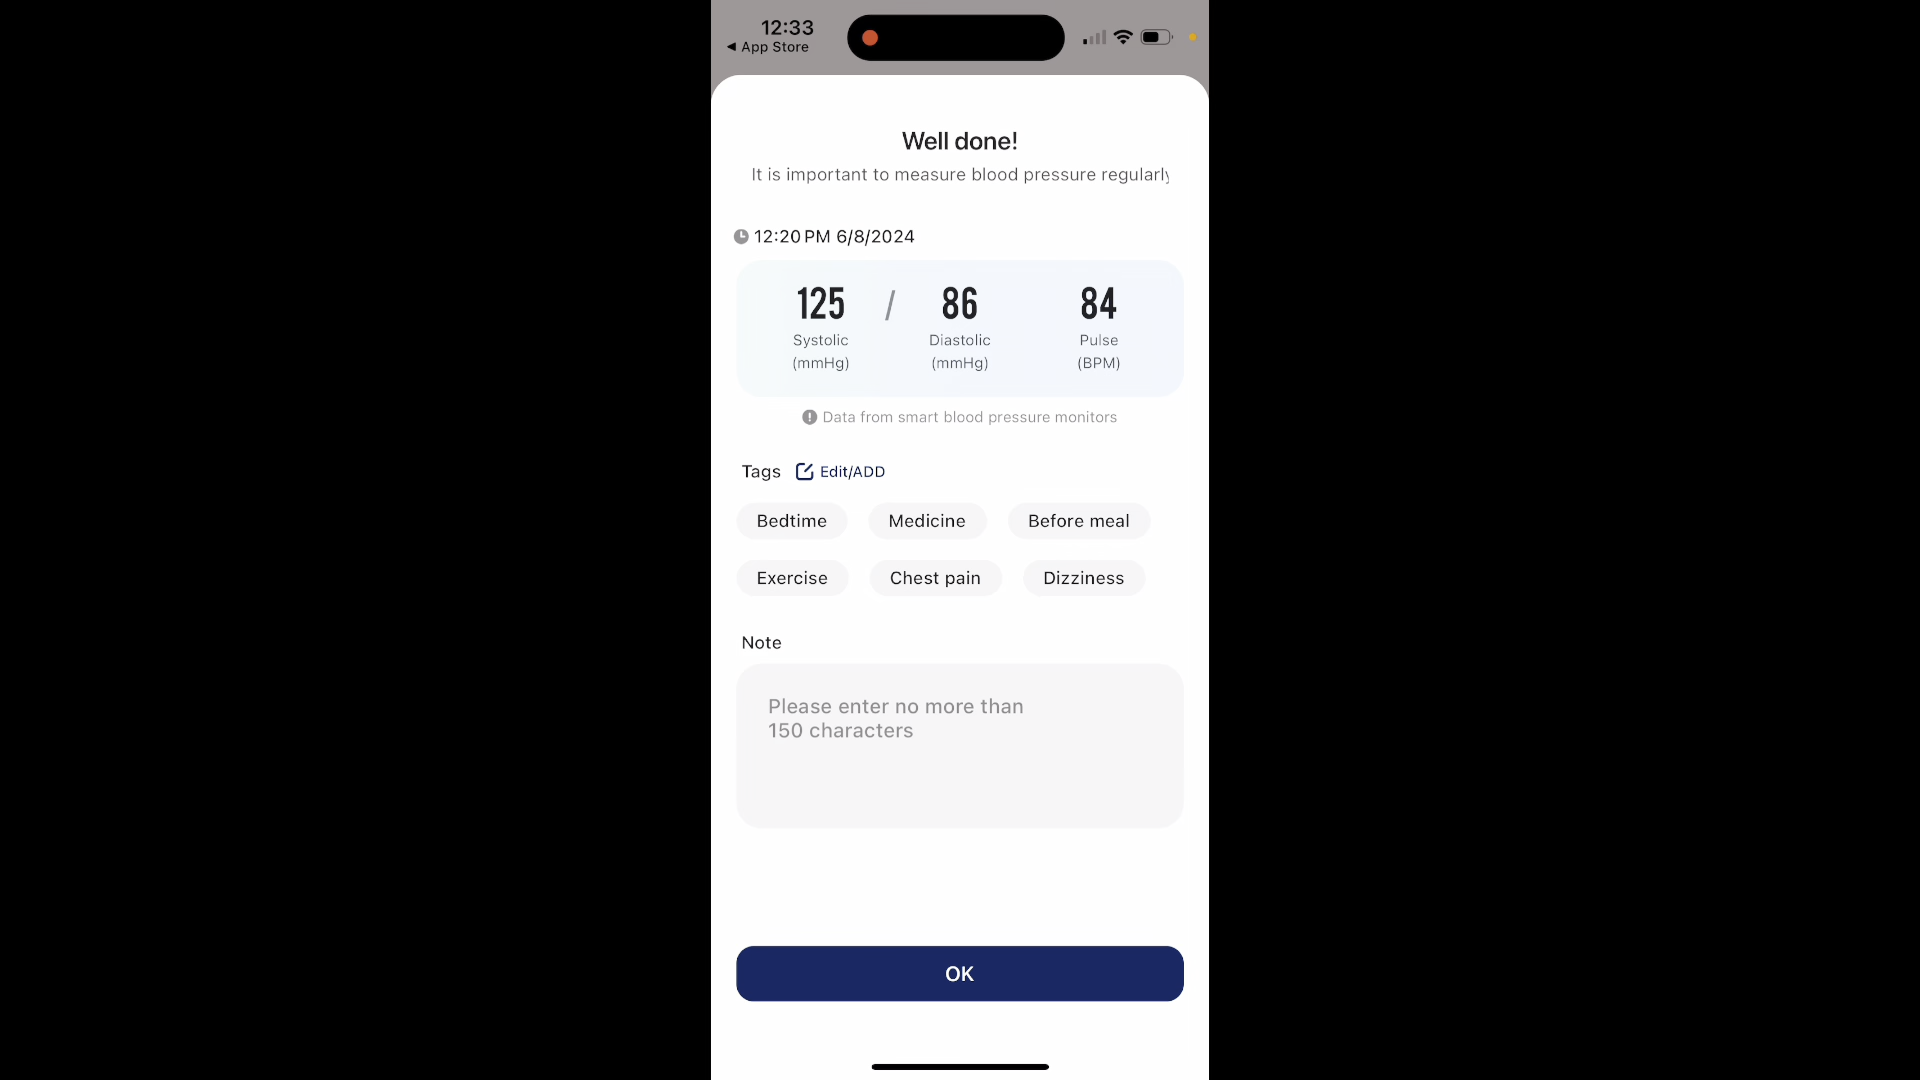 12:33
◀ App Store
Well done!
It is important to measure blood pressure regularly
12:20 PM 6/8/2024
125 / 86 84
Systolic Diastolic Pulse
(mmHg) (mmHg) (BPM)
Data from smart blood pressure monitors
Tags Edit/ADD
Bedtime Medicine Before meal
Exercise Chest pain Dizziness
Note
Please enter no more than
150 characters
OK